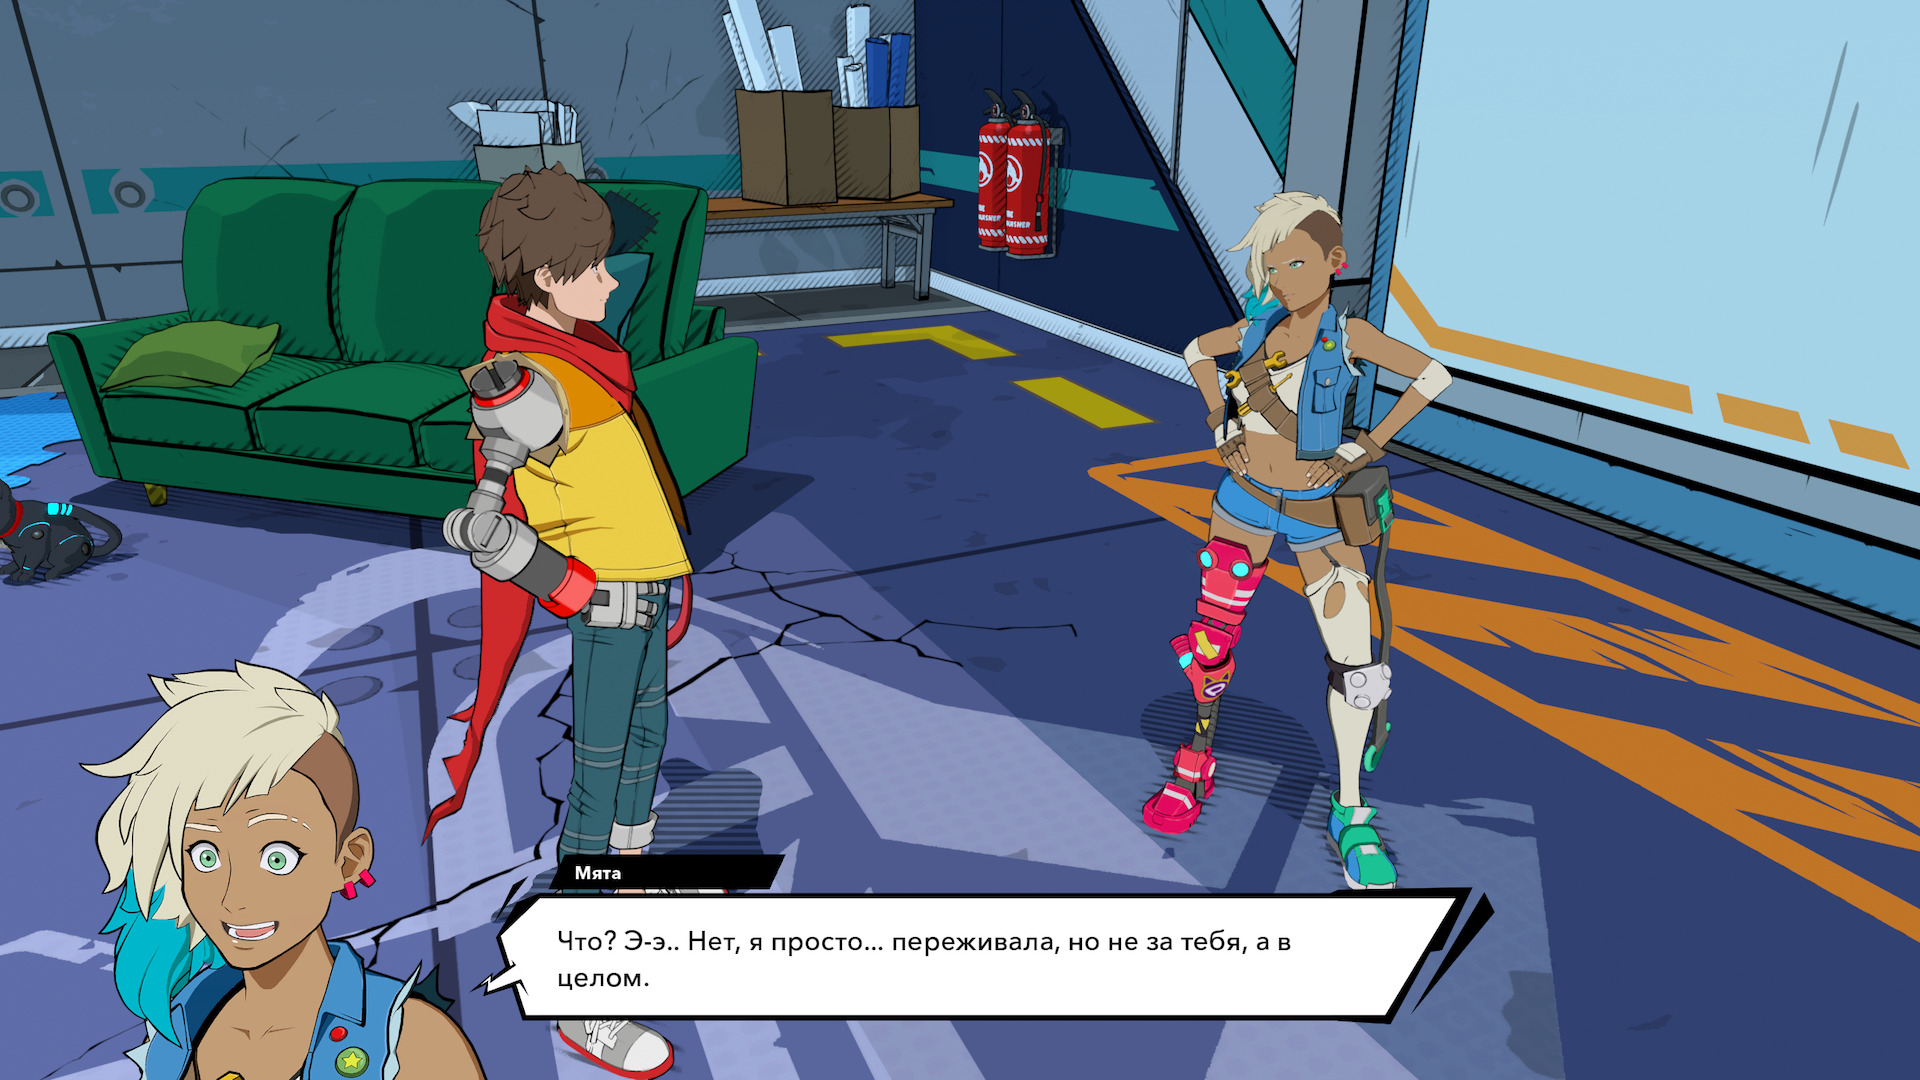 Мята
Что? Э-э.. Нет, я просто... переживала, но не за тебя, а в
целом.